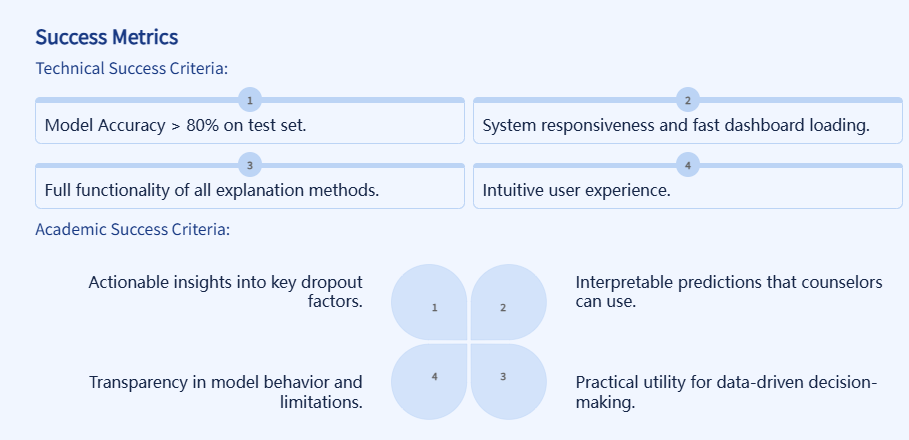 Success Metrics
Technical Success Criteria:
1
Model Accuracy > 80% on test set.
2
System responsiveness and fast dashboard loading.
3
Full functionality of all explanation methods.
4
Intuitive user experience.
Academic Success Criteria:
1
Actionable insights into key dropout
factors.
2
Interpretable predictions that counselors
can use.
3
Practical utility for data-driven decision-
making.
4
Transparency in model behavior and
limitations.